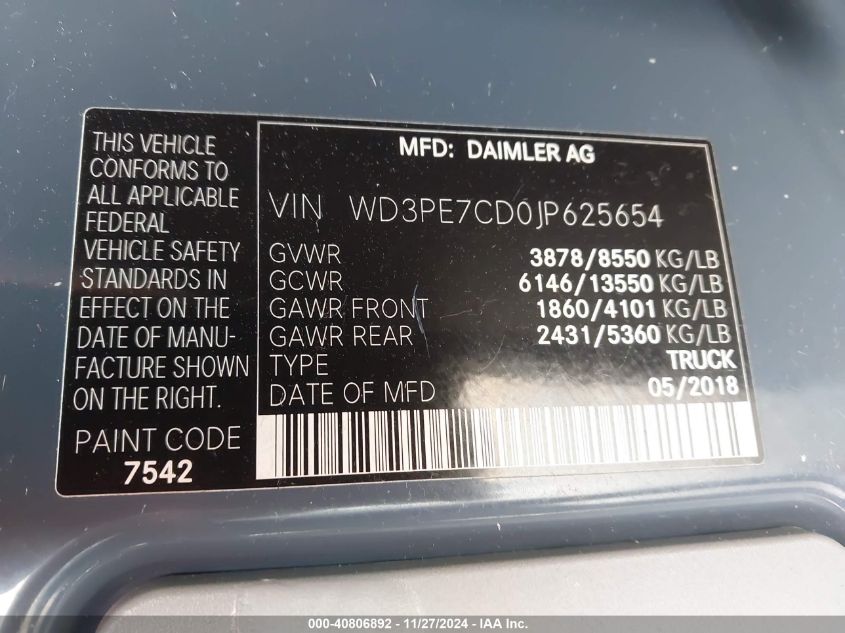 THIS VEHICLE
CONFORMS TO
ALL APPLICABLE
FEDERAL
VEHICLE SAFETY
STANDARDS IN
EFFECT ON THE
DATE OF MANU-
FACTURE SHOWN
ON THE RIGHT.
PAINT CODE
7542
MFD: DAIMLER AG
VIN WD3PE7CD0JP625654
GVWR 3878/8550 KG/LB
GCWR 6146/13550 KG/LB
GAWR FRONT 1860/4101 KG/LB
GAWR REAR 2431/5360 KG/LB
TYPE TRUCK
DATE OF MFD 05/2018
000-40806892 - 11/27/2024 - IAA Inc.